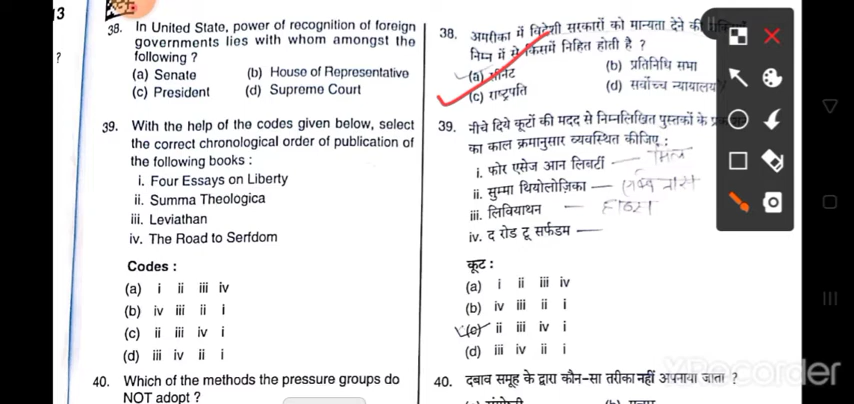 13
?
38. In United State, power of recognition of foreign
governments lies with whom amongst the
following ?
(a) Senate (b) House of Representative
(c) President (d) Supreme Court
39. With the help of the codes given below, select
the correct chronological order of publication of
the following books :
i. Four Essays on Liberty
ii. Summa Theologica
iii. Leviathan
iv. The Road to Serfdom
Codes :
(a) i ii iii iv
(b) iv iii ii i
(c) ii iii iv i
(d) iii iv ii i
40. Which of the methods the pressure groups do
NOT adopt ?
38. अमरीका में विदेशी सरकारों को मान्यता देने की
निम्न में से किसमें निहित होती है ?
(a) सीनेट (b) प्रतिनिधि सभा
(c) राष्ट्रपति (d) सर्वोच्च न्यायालय
39. नीचे दिये कूटों की मदद से निम्नलिखित पुस्तकों के
का काल क्रमानुसार व्यवस्थित कीजिए :
i. फोर एसेज आन लिबर्टी — मिल
ii. सुम्मा थियोलोज़िका —
iii. लिवियाथन — हाब्स
iv. द रोड टू सर्फडम —
कूट :
(a) i ii iii iv
(b) iv iii ii i
(c) ii iii iv i
(d) iii iv ii i
40. दबाव समूह के द्वारा कौन-सा तरीका नहीं अपनाया जाता ?
XRecorder